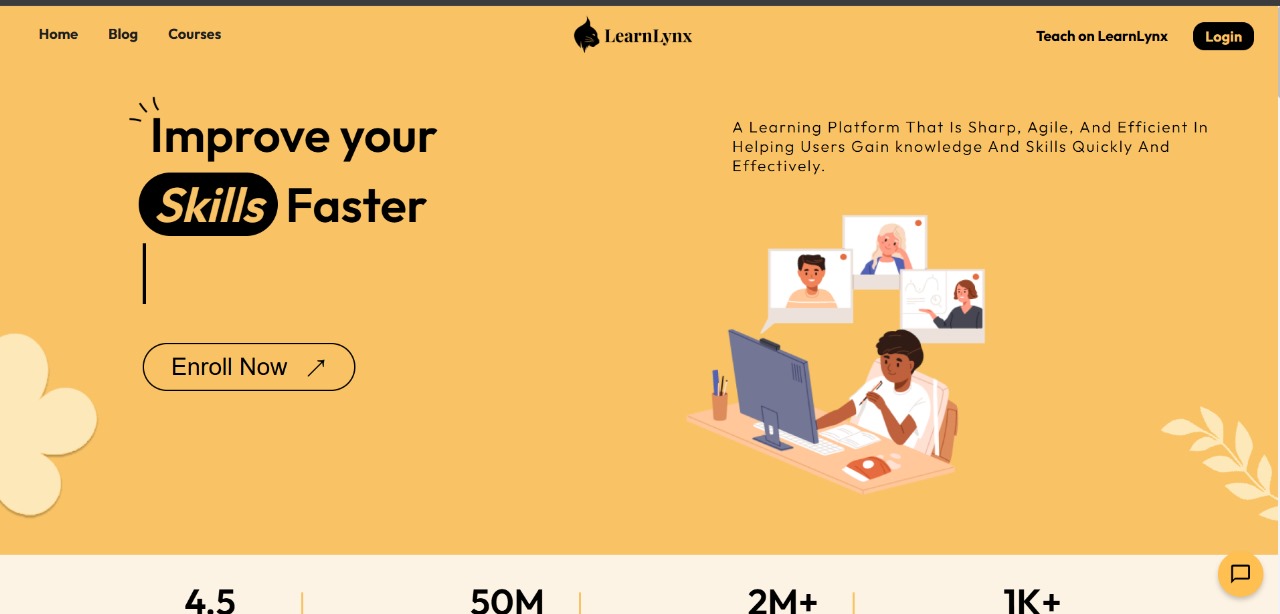 Home Blog Courses
LearnLynx
Teach on LearnLynx Login
Improve your
Skills Faster
A Learning Platform That Is Sharp, Agile, And Efficient In
Helping Users Gain knowledge And Skills Quickly And
Effectively.
Enroll Now
4.5 50M 2M+ 1K+